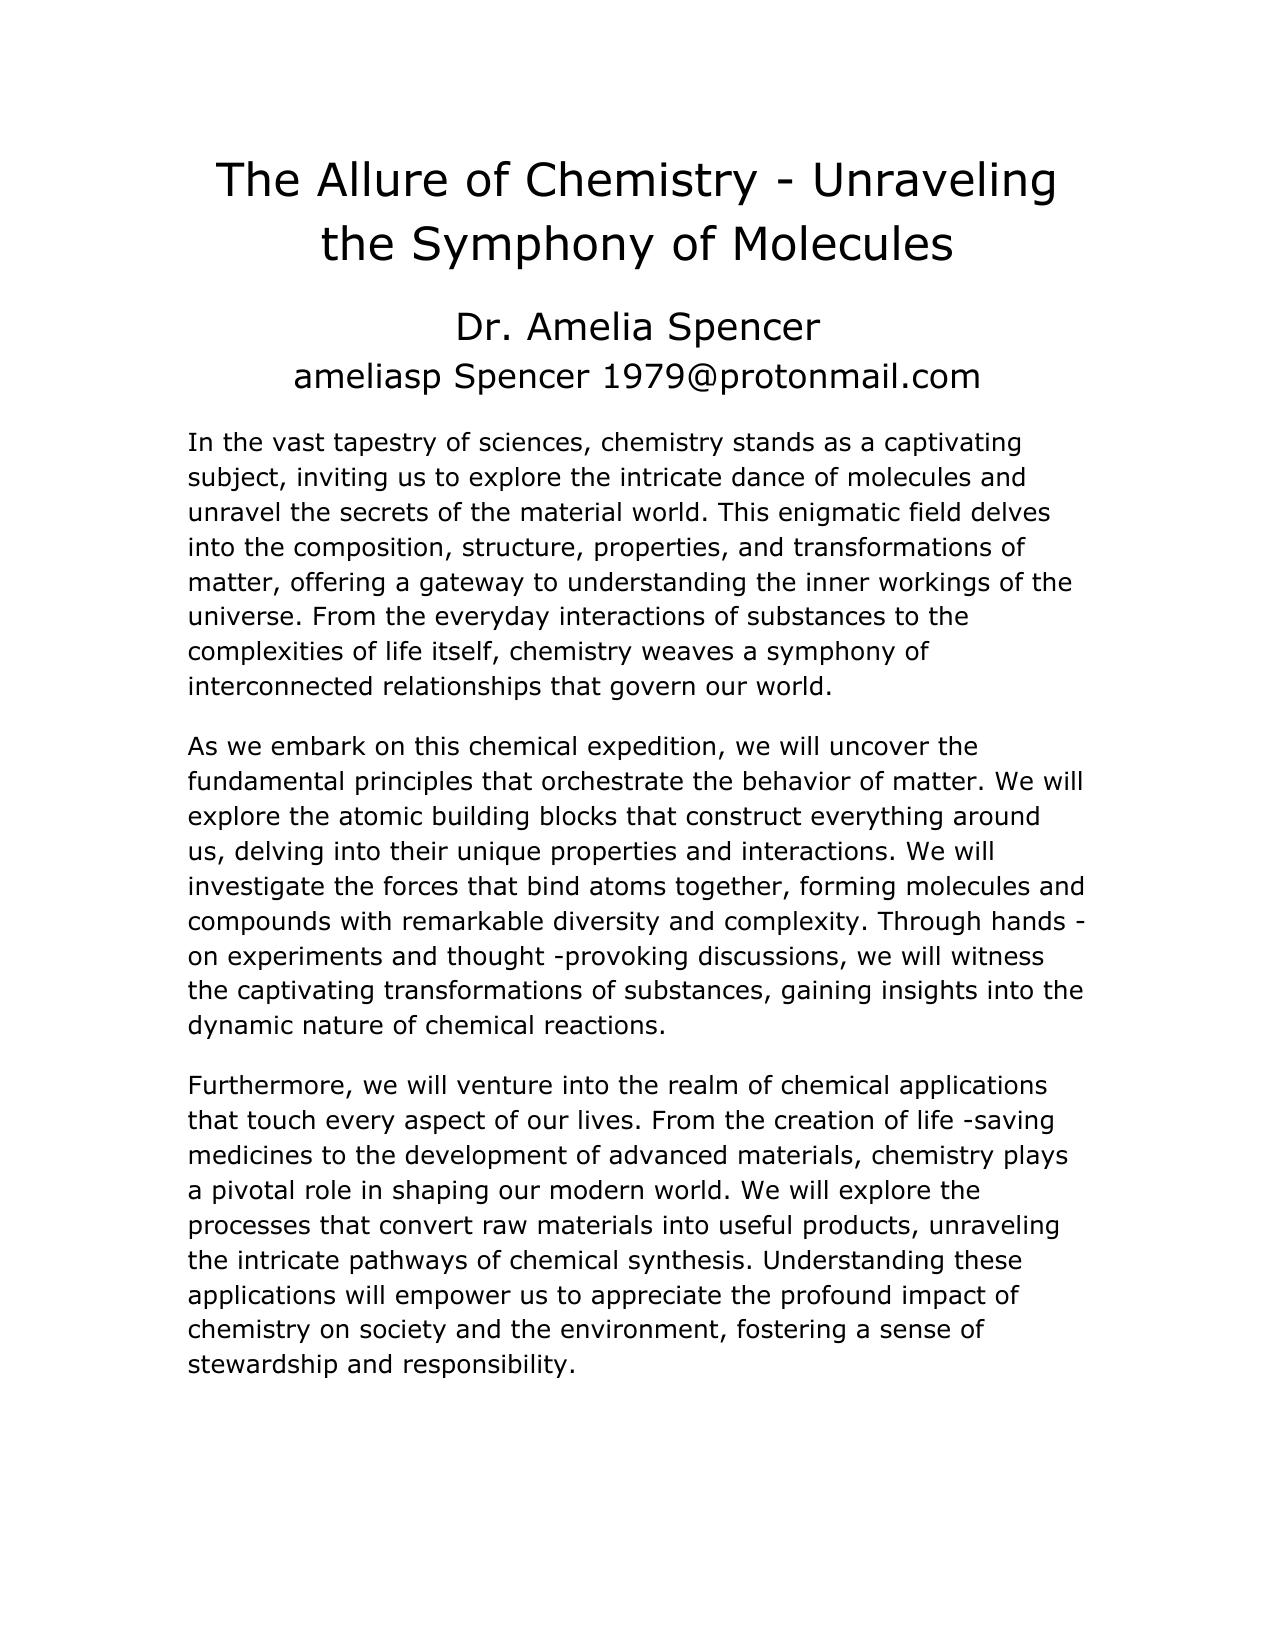 The Allure of Chemistry - Unraveling
the Symphony of Molecules
Dr. Amelia Spencer
ameliasp Spencer 1979@protonmail.com
In the vast tapestry of sciences, chemistry stands as a captivating
subject, inviting us to explore the intricate dance of molecules and
unravel the secrets of the material world. This enigmatic field delves
into the composition, structure, properties, and transformations of
matter, offering a gateway to understanding the inner workings of the
universe. From the everyday interactions of substances to the
complexities of life itself, chemistry weaves a symphony of
interconnected relationships that govern our world.
As we embark on this chemical expedition, we will uncover the
fundamental principles that orchestrate the behavior of matter. We will
explore the atomic building blocks that construct everything around
us, delving into their unique properties and interactions. We will
investigate the forces that bind atoms together, forming molecules and
compounds with remarkable diversity and complexity. Through hands -
on experiments and thought -provoking discussions, we will witness
the captivating transformations of substances, gaining insights into the
dynamic nature of chemical reactions.
Furthermore, we will venture into the realm of chemical applications
that touch every aspect of our lives. From the creation of life -saving
medicines to the development of advanced materials, chemistry plays
a pivotal role in shaping our modern world. We will explore the
processes that convert raw materials into useful products, unraveling
the intricate pathways of chemical synthesis. Understanding these
applications will empower us to appreciate the profound impact of
chemistry on society and the environment, fostering a sense of
stewardship and responsibility.